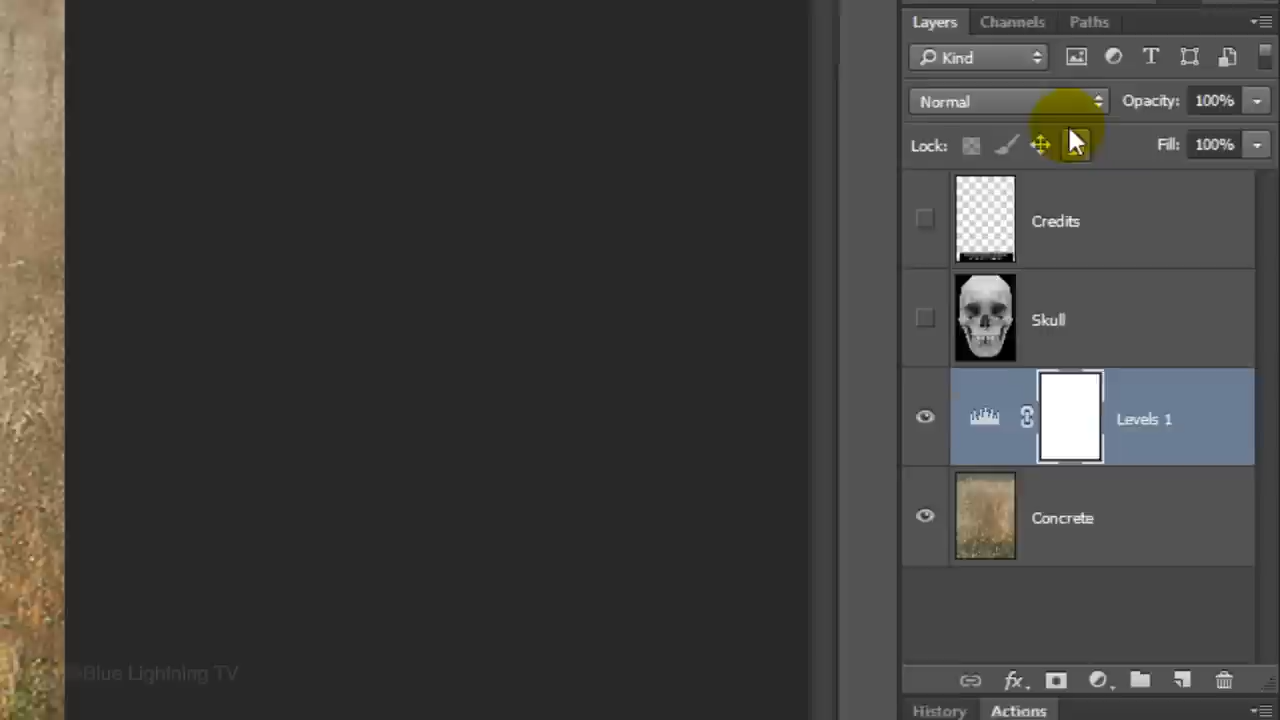 Layers Channels Paths
Kind T
Normal Opacity: 100%
Lock: Fill: 100%
Credits
Skull
Levels 1
Concrete
©Blue Lightning TV
fx.
History Actions